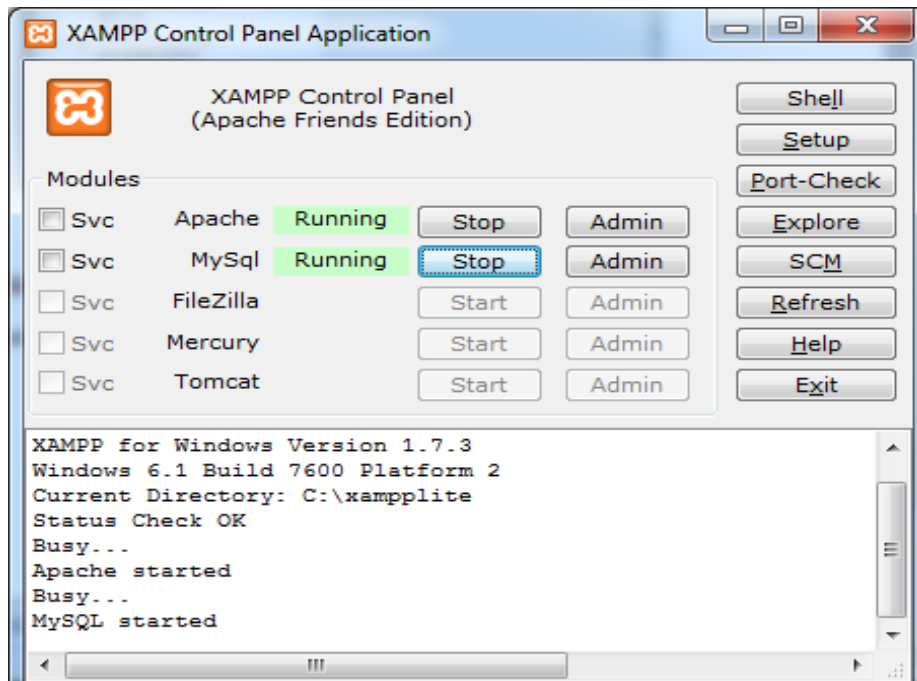 XAMPP Control Panel Application
XAMPP Control Panel
(Apache Friends Edition)
Shell
Setup
Port-Check
Explore
SCM
Refresh
Help
Exit
Modules
Svc Apache Running Stop Admin
Svc MySql Running Stop Admin
Svc FileZilla Start Admin
Svc Mercury Start Admin
Svc Tomcat Start Admin
XAMPP for Windows Version 1.7.3
Windows 6.1 Build 7600 Platform 2
Current Directory: C:\xampplite
Status Check OK
Busy...
Apache started
Busy...
MySQL started